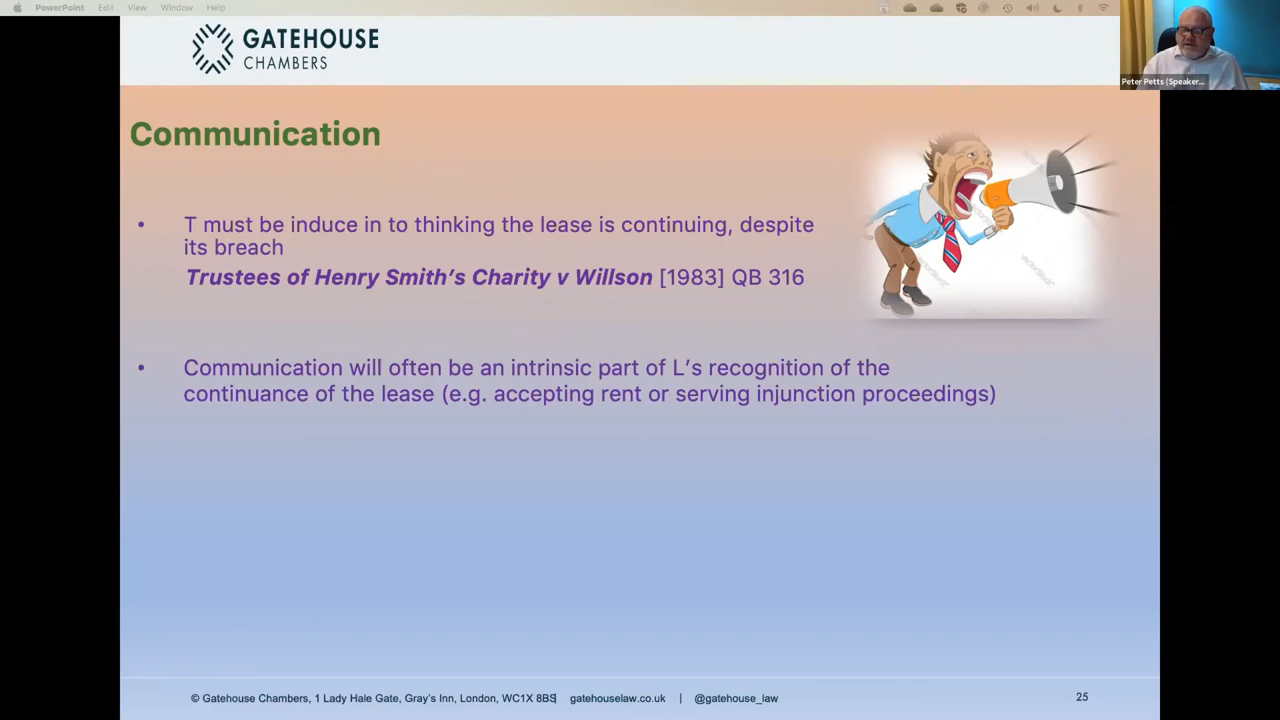 PowerPoint Edit View Window Help
GATEHOUSE
CHAMBERS
Peter Petts (Speaker...
Communication
• T must be induce in to thinking the lease is continuing, despite
its breach
Trustees of Henry Smith's Charity v Willson [1983] QB 316
• Communication will often be an intrinsic part of L's recognition of the
continuance of the lease (e.g. accepting rent or serving injunction proceedings)
© Gatehouse Chambers, 1 Lady Hale Gate, Gray's Inn, London, WC1X 8BS| gatehouselaw.co.uk | @gatehouse_law
25